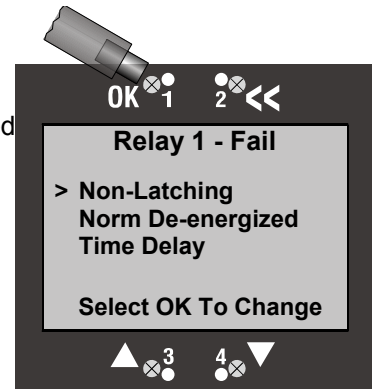 OK 1 2 <<
d
Relay 1 - Fail
> Non-Latching
Norm De-energized
Time Delay
Select OK To Change
3 4